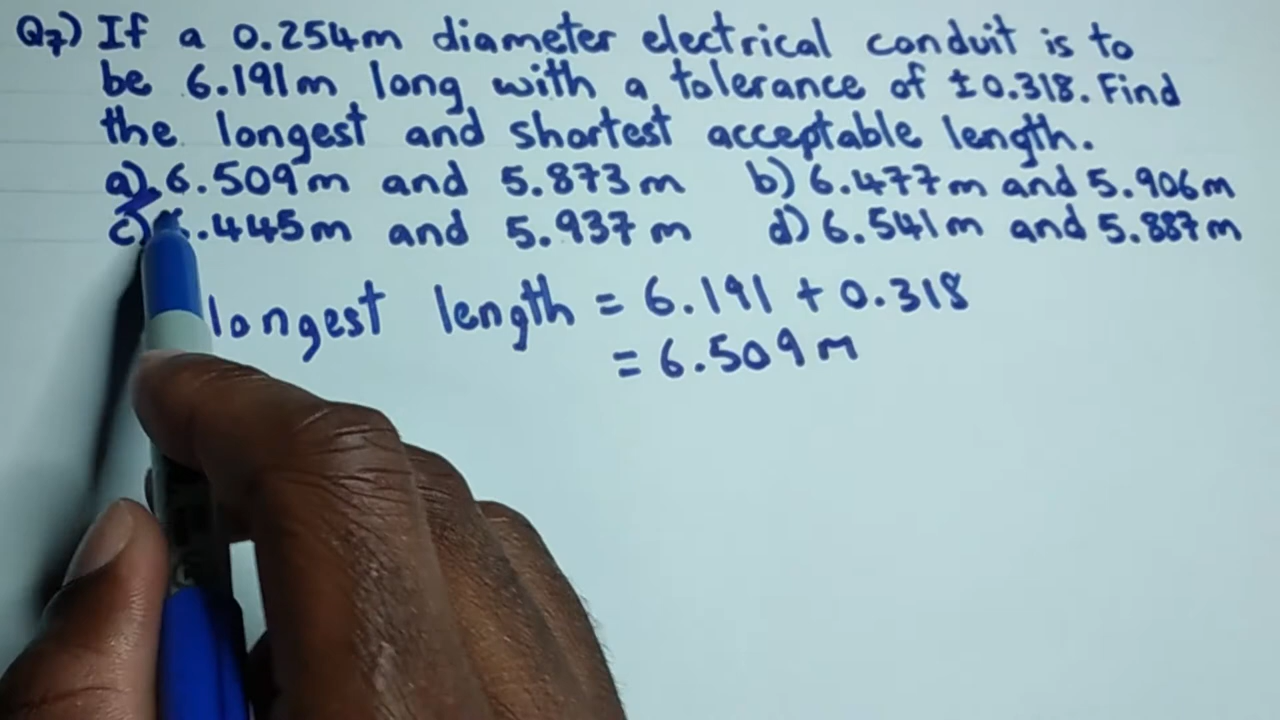 Q7) If a 0.254m diameter electrical conduit is to
be 6.191m long with a tolerance of ±0.318. Find
the longest and shortest acceptable length.
a) 6.509m and 5.873m b) 6.477m and 5.906m
c) .445m and 5.937m d) 6.541m and 5.887m
longest length = 6.191 + 0.318
= 6.509m